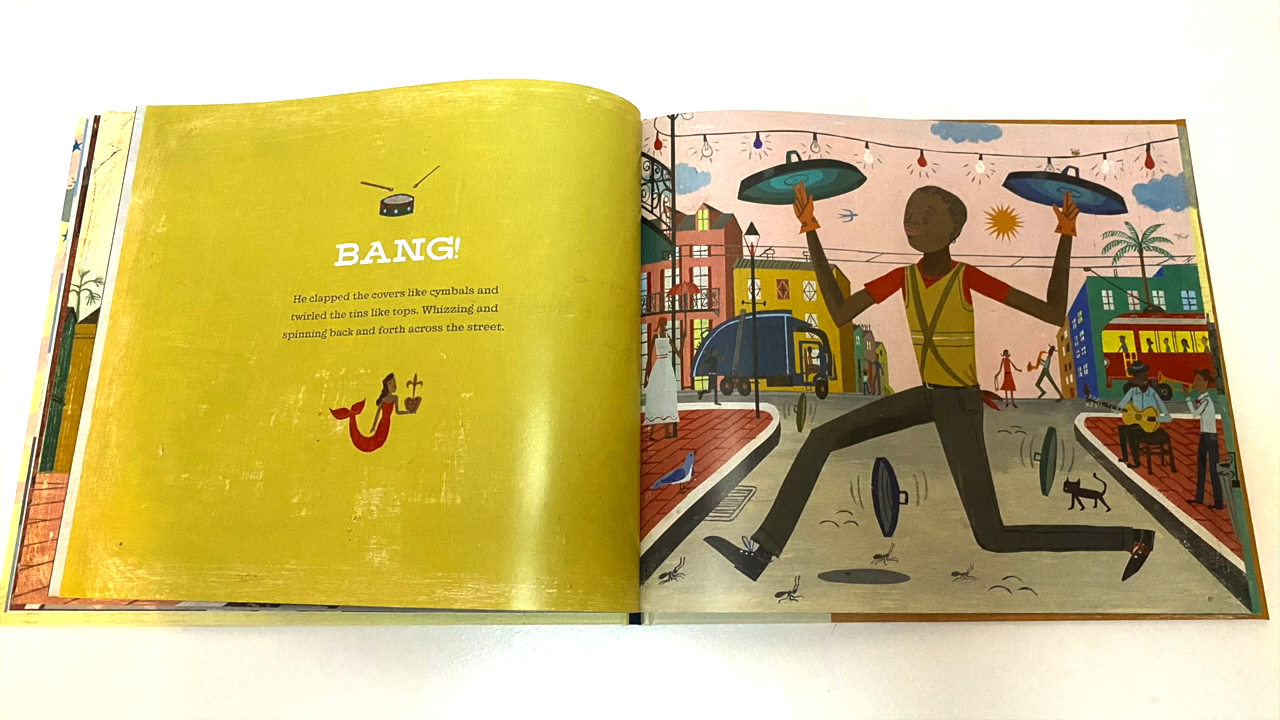 BANG!
He clapped the covers like cymbals and
twirled the tins like tops. Whizzing and
spinning back and forth across the street.